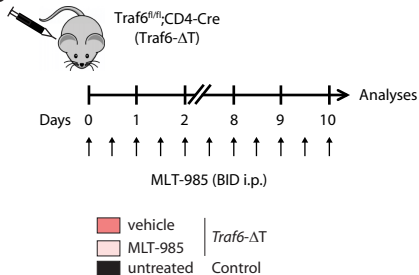 Traf6fl/fl;CD4-Cre
(Traf6-ΔT)
Analyses
Days 0 1 2 8 9 10
MLT-985 (BID i.p.)
vehicle
MLT-985
Traf6-ΔT
untreated Control